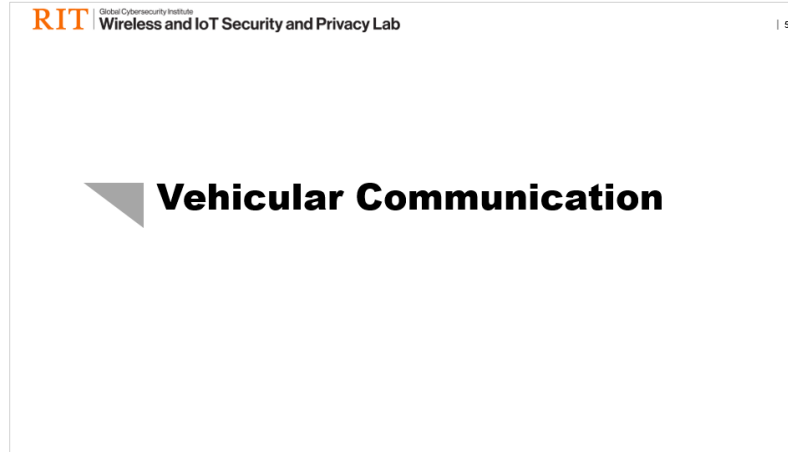 RIT
Global Cybersecurity Institute
Wireless and IoT Security and Privacy Lab
| 5
Vehicular Communication